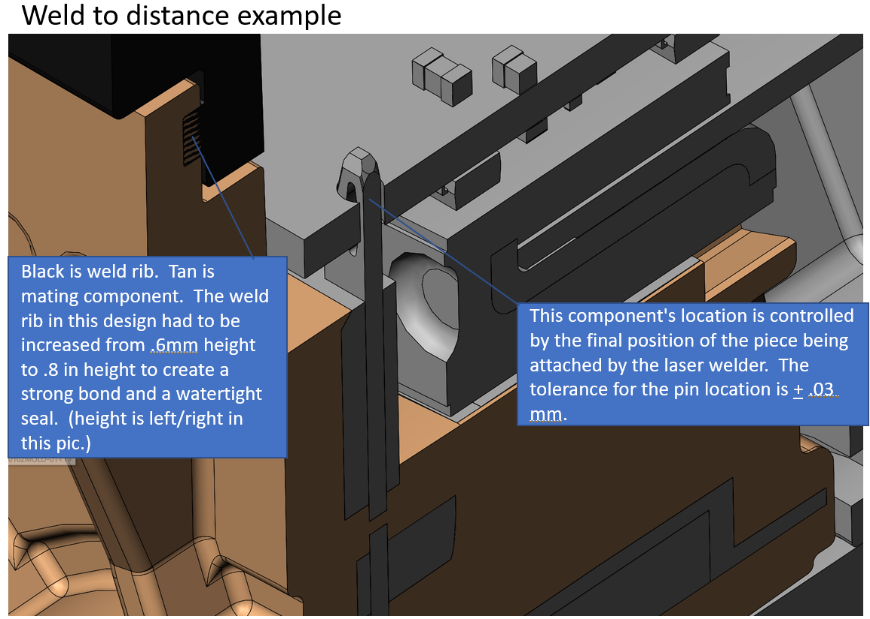 Weld to distance example
Black is weld rib.  Tan is
mating component.  The weld
rib in this design had to be
increased from .6mm height
to .8 in height to create a
strong bond and a watertight
seal.  (height is left/right in
this pic.)
This component's location is controlled
by the final position of the piece being
attached by the laser welder.  The
tolerance for the pin location is ± .03
mm.